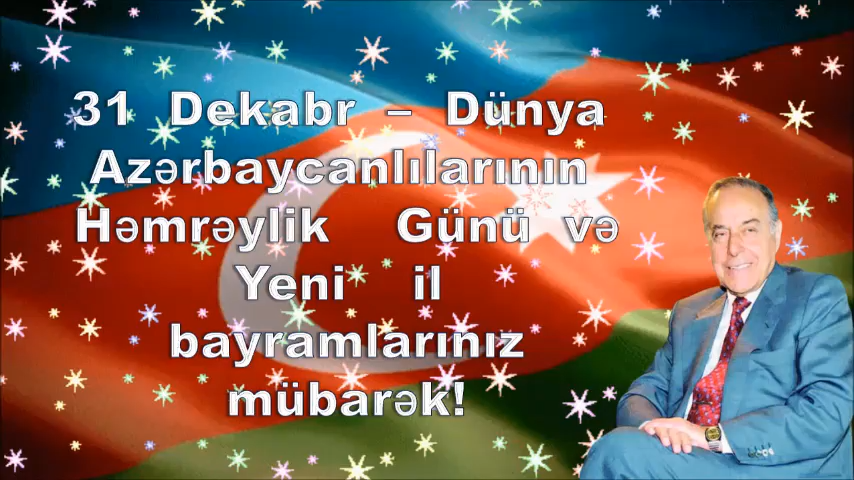 31 Dekabr – Dünya
Azərbaycanlılarının
Həmrəylik Günü və
Yeni il
bayramlarınız
mübarək!